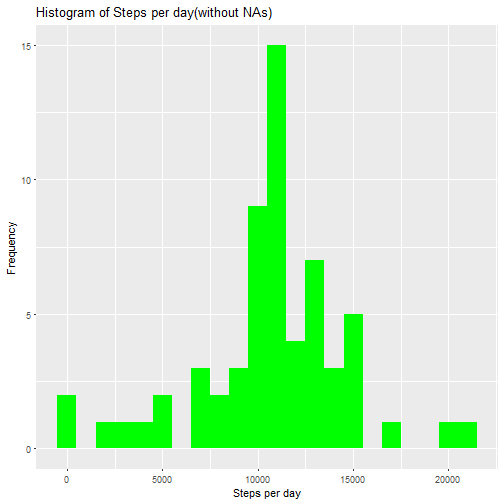 Histogram of Steps per day(without NAs)
15
10
5
0
Frequency
0 5000 10000 15000 20000
Steps per day